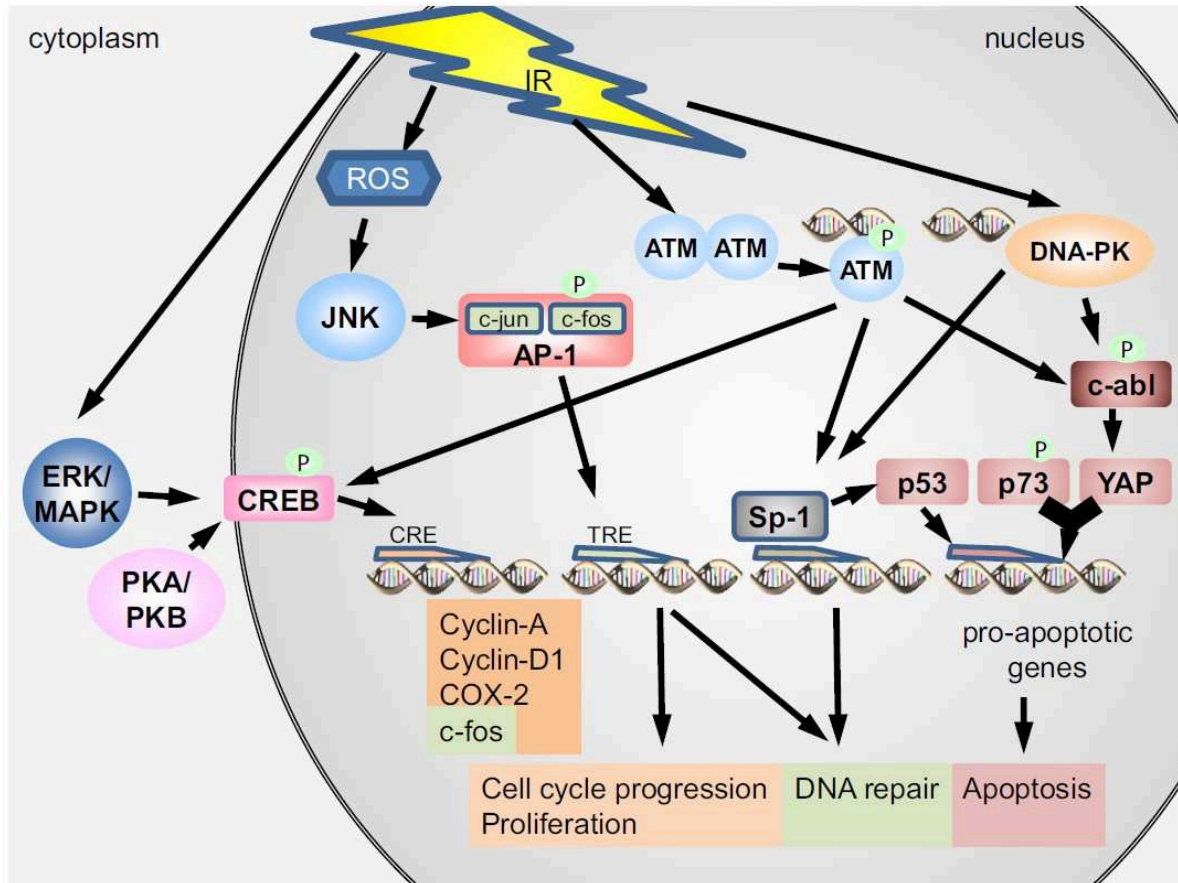 cytoplasm
nucleus
IR
ROS
ATM
ATM
P
ATM
DNA-PK
JNK
P
c-jun
c-fos
AP-1
P
c-abl
ERK/
MAPK
P
CREB
PKA/
PKB
Sp-1
p53
P
p73
YAP
CRE
TRE
Cyclin-A
Cyclin-D1
COX-2
c-fos
pro-apoptotic
genes
Cell cycle progression
Proliferation
DNA repair
Apoptosis